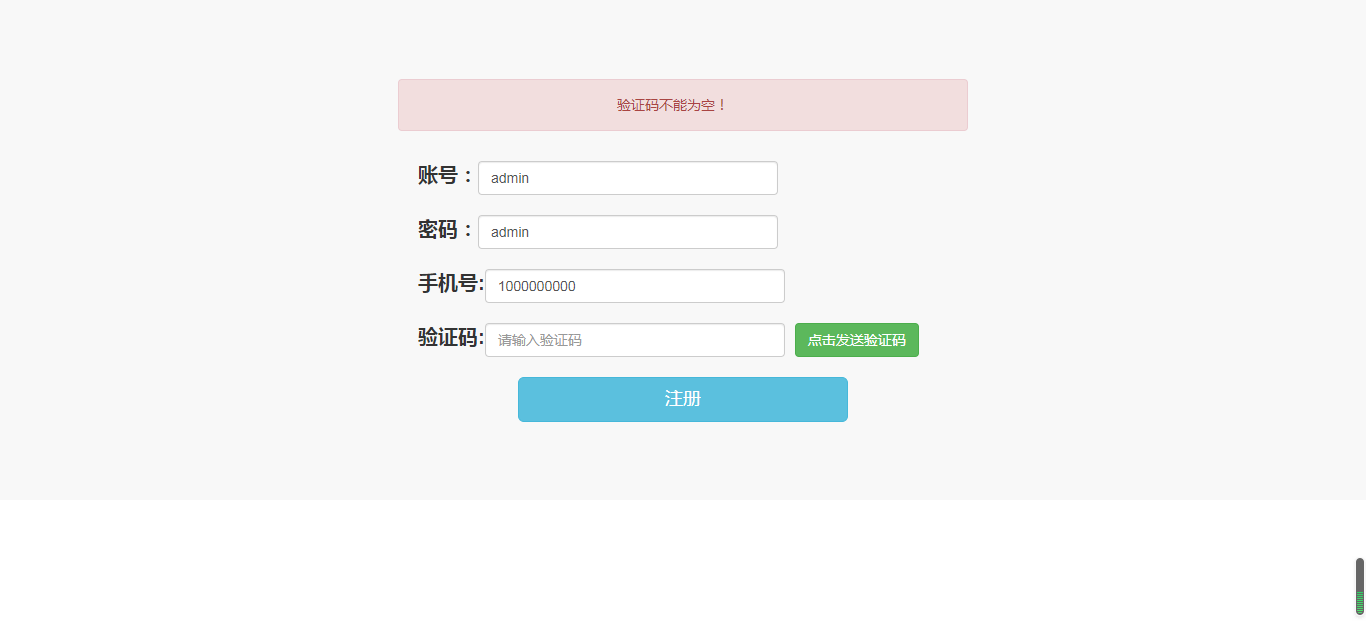 验证码不能为空！
账号： admin
密码： admin
手机号: 1000000000
验证码: 请输入验证码 点击发送验证码
注册